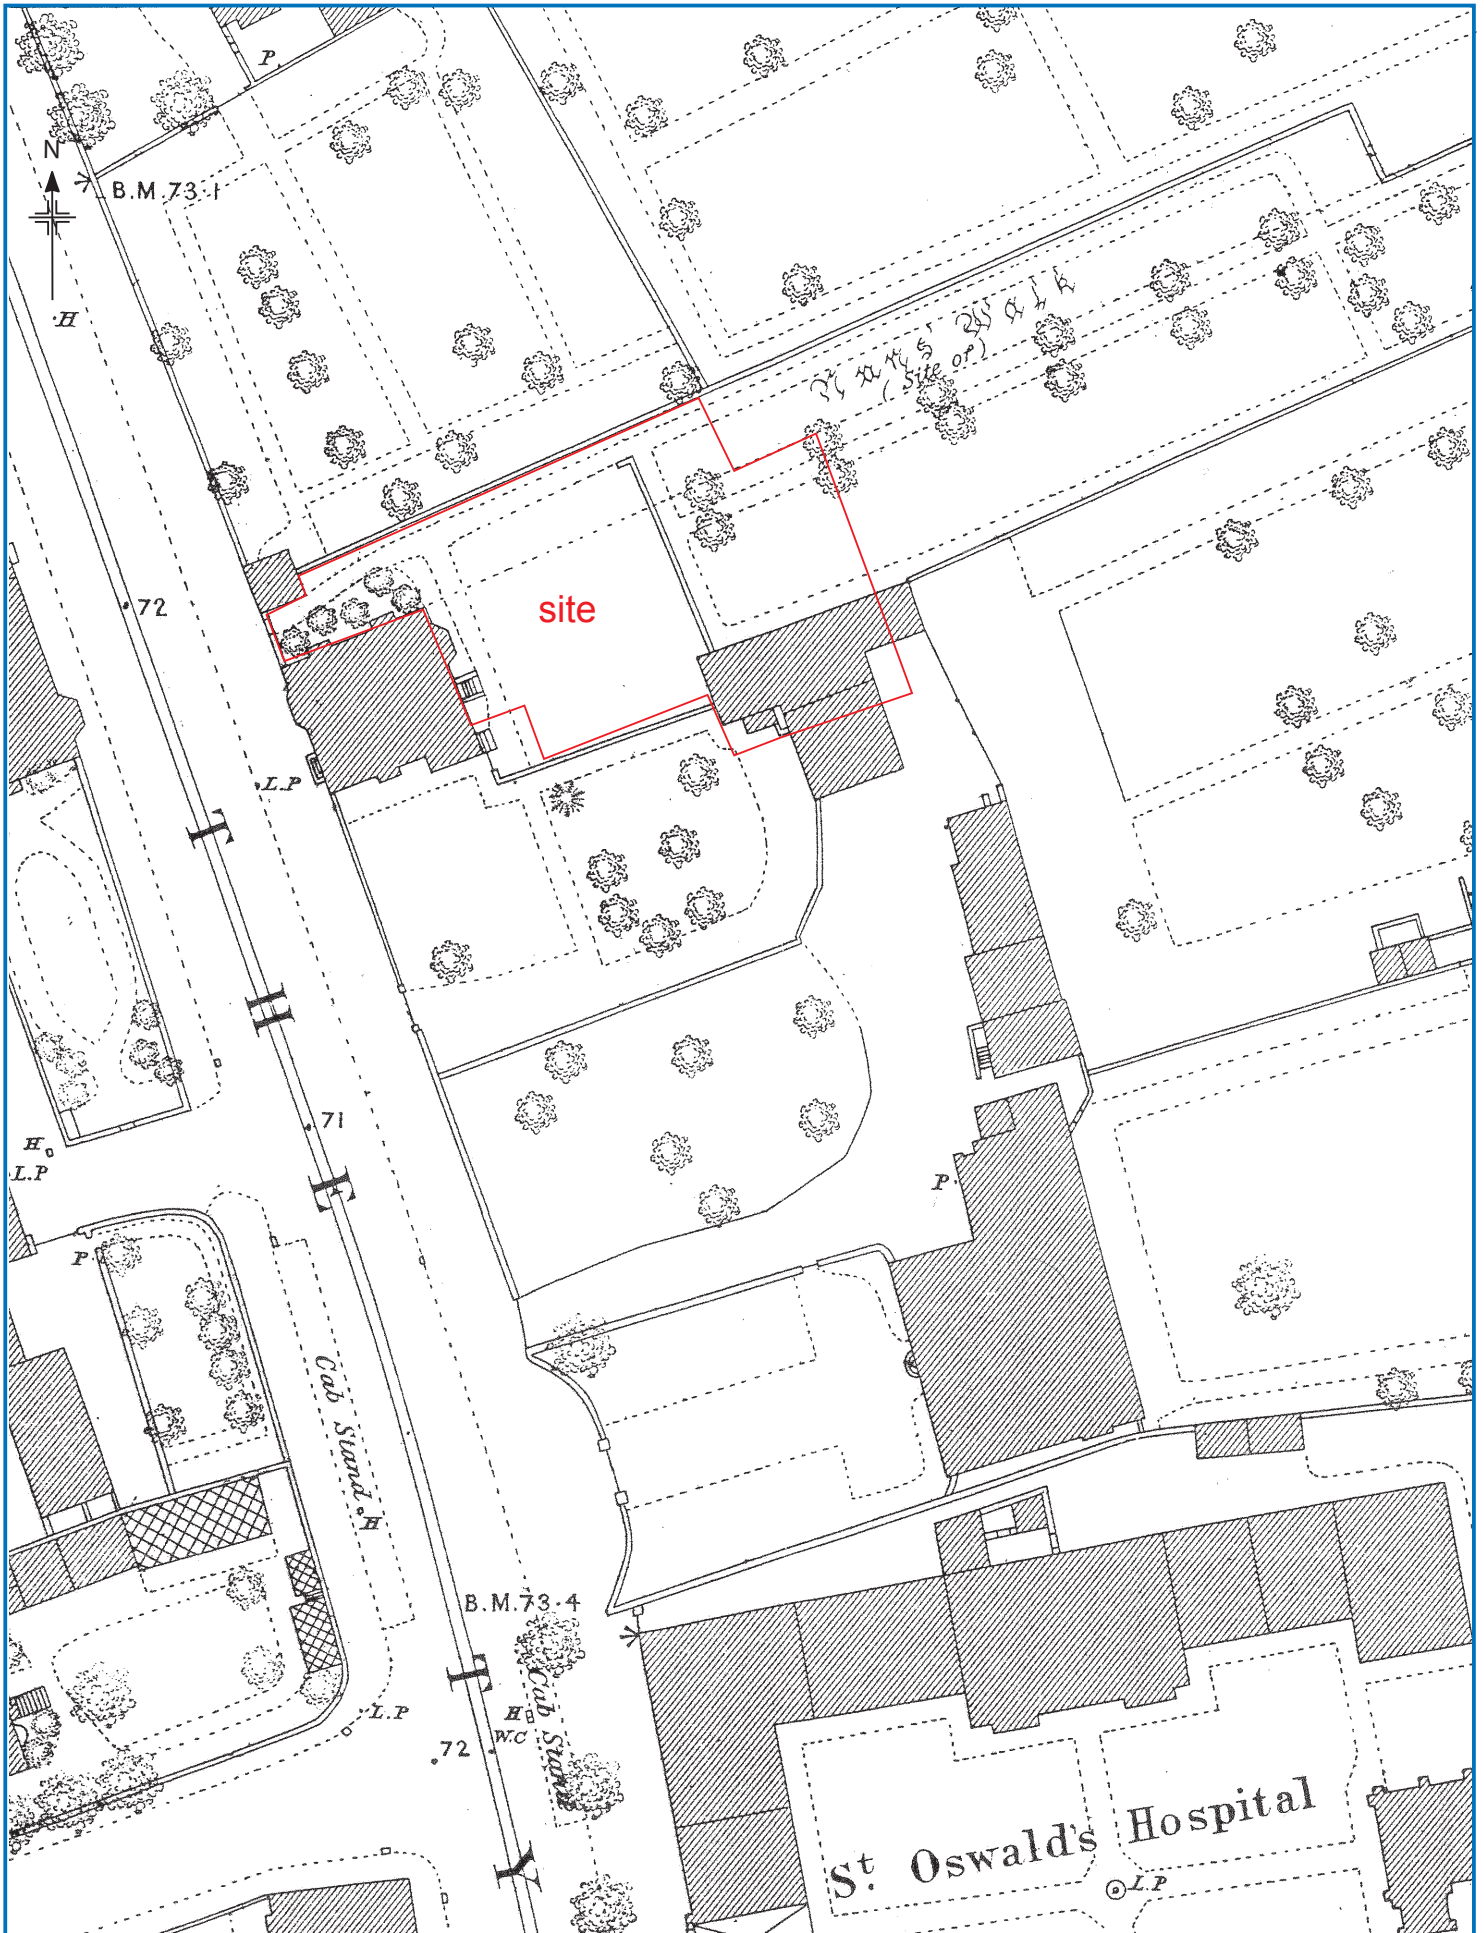 P.
N
B.M.73·1
H
Nuns' Walk
(Site of)
72
site
L.P
T
H
71
H
L.P
E
P.
P
Cab Stand
H
B.M.73·4
T
Cab Stand
L.P
H
W.C
72
Y
St. Oswald's Hospital
L.P